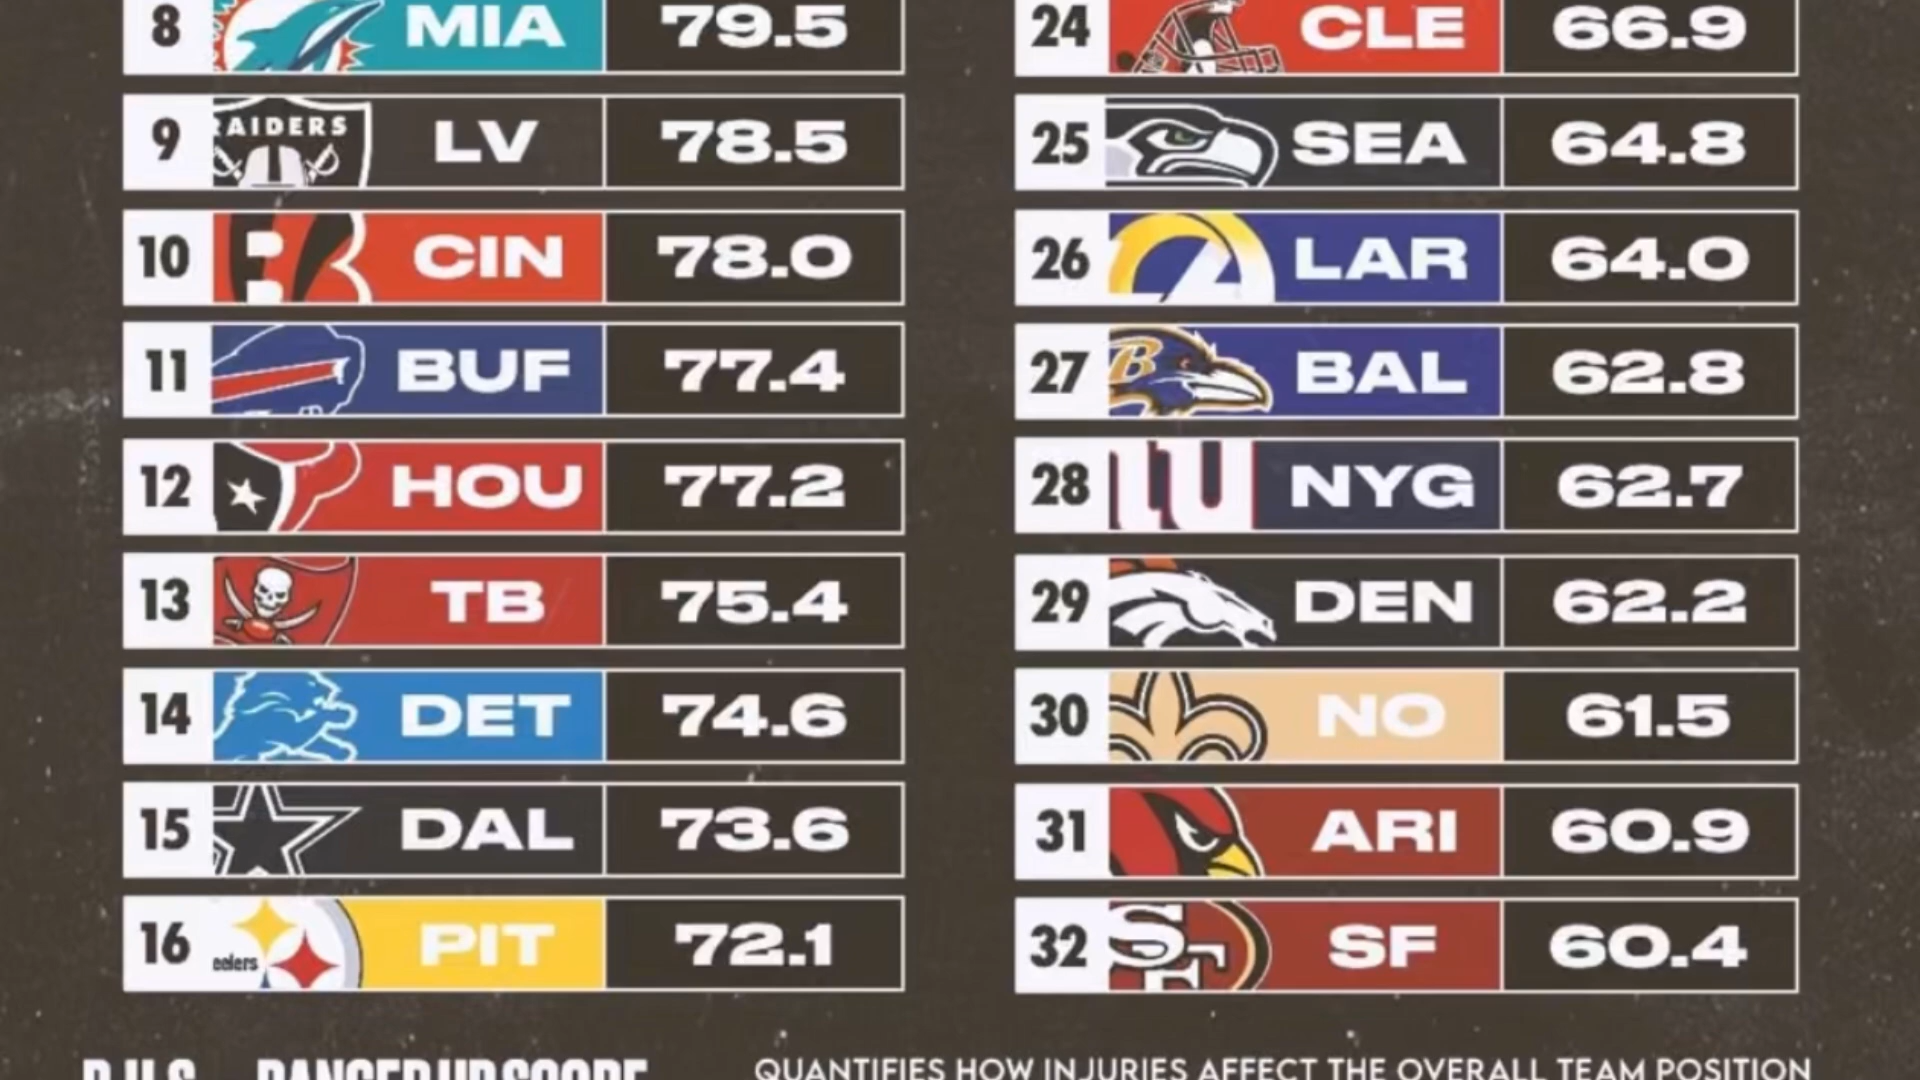 8 MIA 79.5
9 RAIDERS LV 78.5
10 CIN 78.0
11 BUF 77.4
12 HOU 77.2
13 TB 75.4
14 DET 74.6
15 DAL 73.6
16 eelers PIT 72.1
24 CLE 66.9
25 SEA 64.8
26 LAR 64.0
27 B BAL 62.8
28 NYG 62.7
29 DEN 62.2
30 NO 61.5
31 ARI 60.9
32 SF SF 60.4
QUANTIFIES HOW INJURIES AFFECT THE OVERALL TEAM POSITION